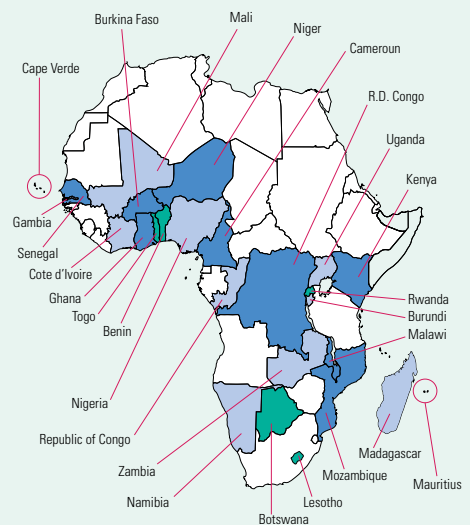 Burkina Faso
Mali
Niger
Cameroun
Cape Verde
R.D. Congo
Uganda
Kenya
Gambia
Senegal
Cote d'Ivoire
Ghana
Togo
Benin
Rwanda
Burundi
Malawi
Nigeria
Republic of Congo
Zambia
Namibia
Madagascar
Mozambique
Mauritius
Lesotho
Botswana